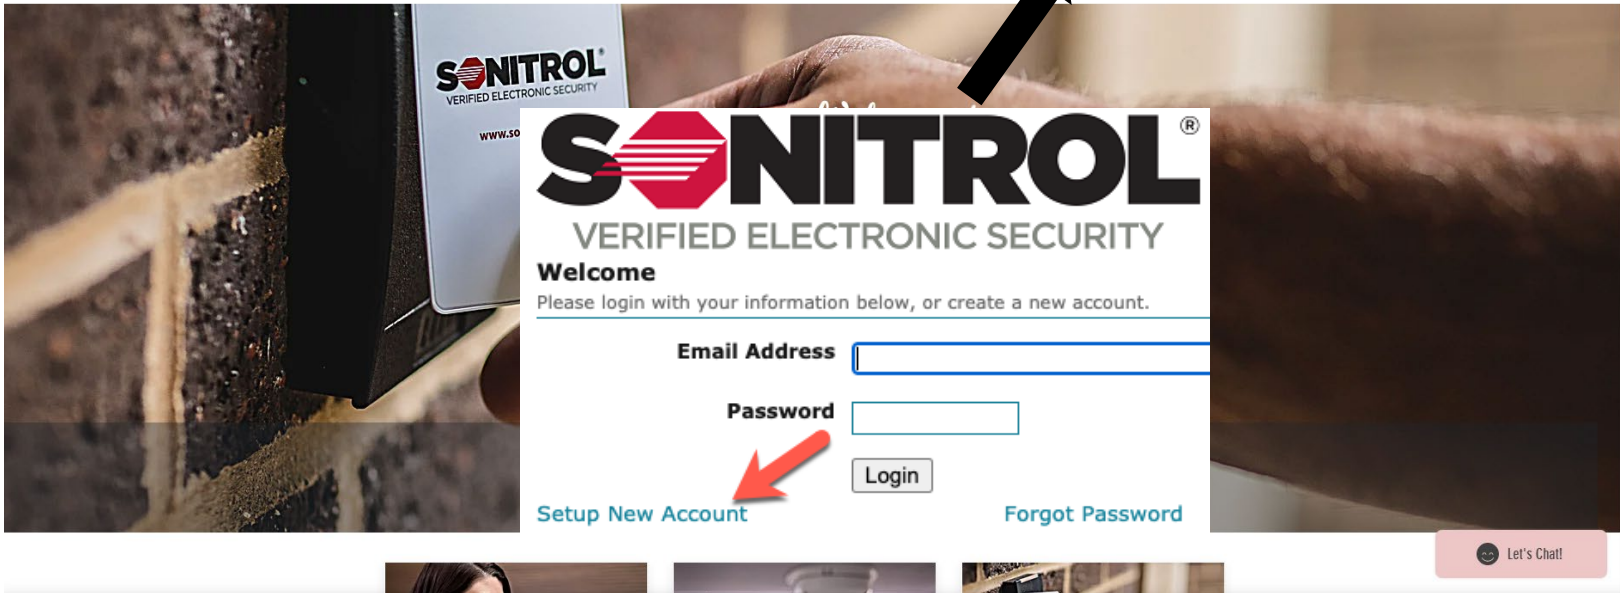 SONITROL®
VERIFIED ELECTRONIC SECURITY
www.so
SONITROL®
VERIFIED ELECTRONIC SECURITY
Welcome
Please login with your information below, or create a new account.
Email Address
Password
Login
Setup New Account
Forgot Password
Let's Chat!